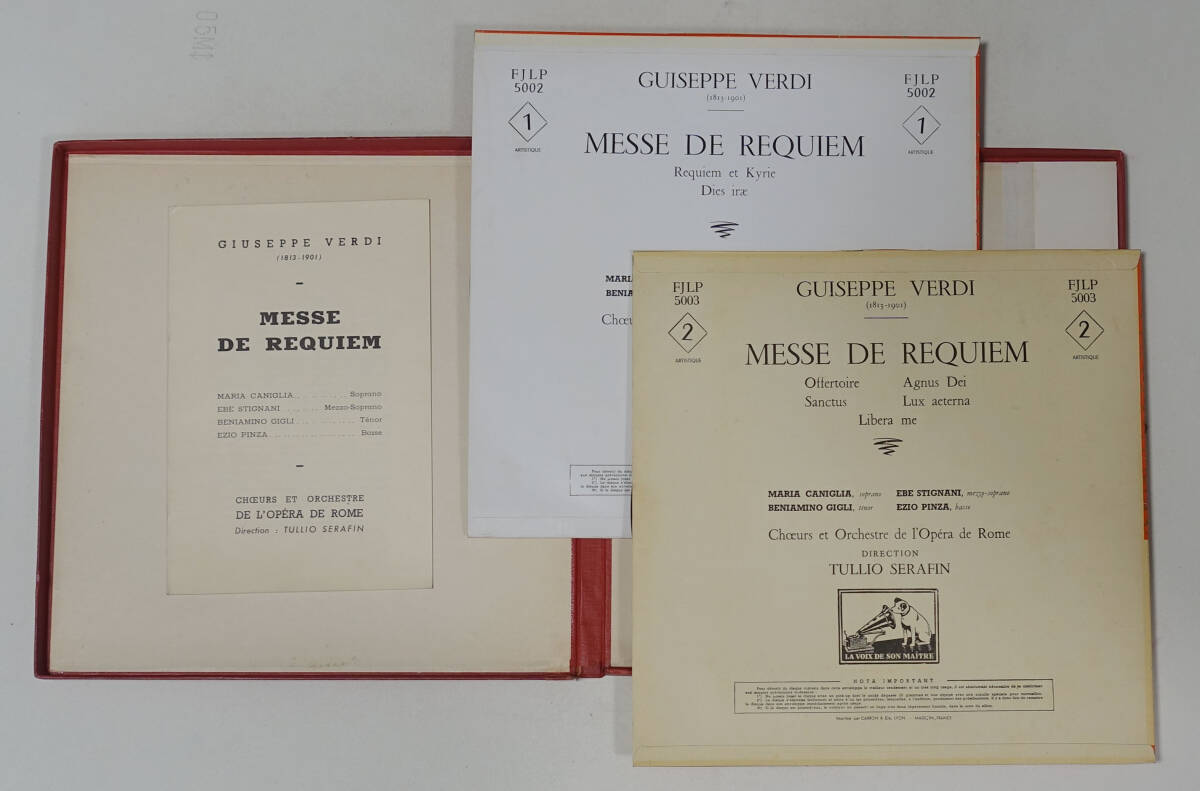 GIUSEPPE VERDI
(1813-1901)
MESSE
DE REQUIEM
MARIA CANIGLIA . . . . . . . . . Soprano
EBE STIGNANI . . . . . . Mezzo-Soprano
BENIAMINO GIGLI . . . . . . . . . . Ténor
EZIO PINZA . . . . . . . . . . . . . . . Basse
CHŒURS ET ORCHESTRE
DE L'OPÉRA DE ROME
Direction : TULLIO SERAFIN
FJLP
5002
1
ARTISTIQUE
GUISEPPE VERDI
(1813-1901)
FJLP
5002
1
ARTISTIQUE
MESSE DE REQUIEM
Requiem et Kyrie
Dies iræ
MARI
BENIA
Chœu
FJLP
5003
2
ARTISTIQUE
GUISEPPE VERDI
(1813-1901)
FJLP
5003
2
ARTISTIQUE
MESSE DE REQUIEM
Offertoire Agnus Dei
Sanctus Lux aeterna
Libera me
MARIA CANIGLIA, soprano EBE STIGNANI, mezzo-soprano
BENIAMINO GIGLI, ténor EZIO PINZA, basse
Chœurs et Orchestre de l'Opéra de Rome
DIRECTION
TULLIO SERAFIN
LA VOIX DE SON MAITRE
NOTA IMPORTANT